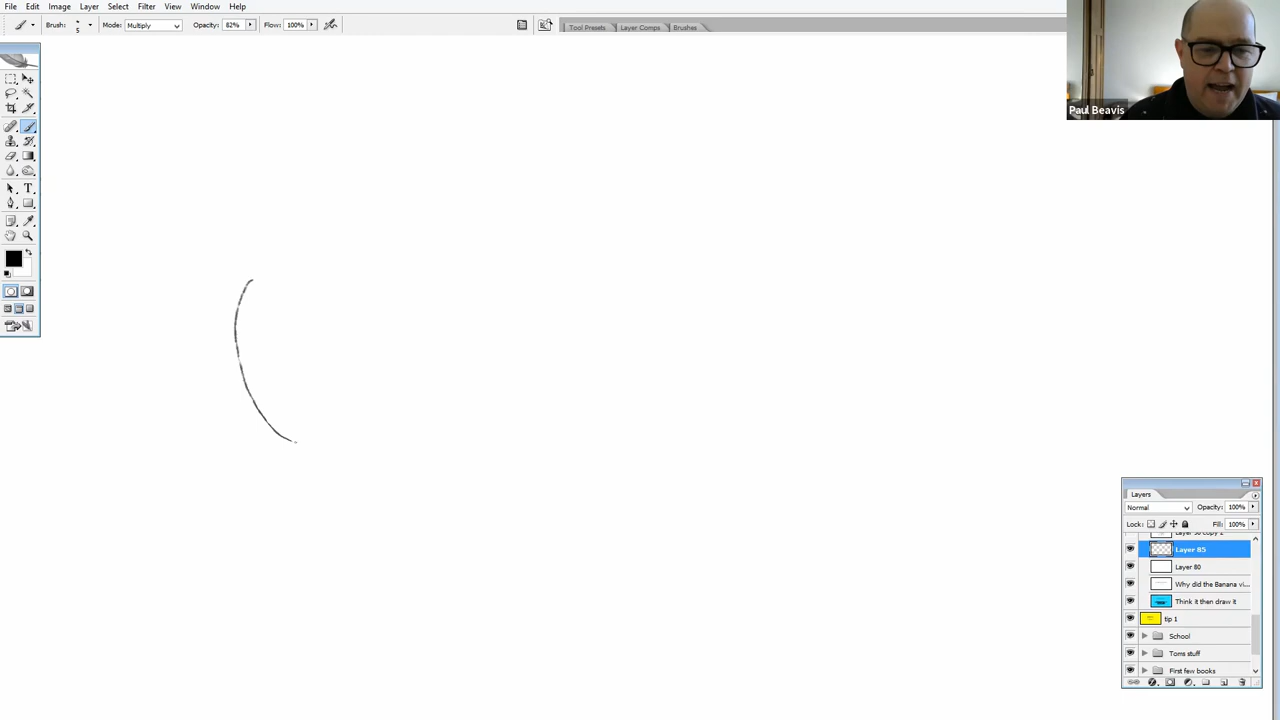 File Edit Image Layer Select Filter View Window Help
Brush: 5 Mode: Multiply Opacity: 82% Flow: 100% Tool Presets Layer Comps Brushes
Paul Beavis
Layers
Normal Opacity: 100%
Lock: Fill: 100%
Layer 85
Layer 80
Why did the Banana vi...
Think it then draw it
tip 1
School
Toms stuff
First few books